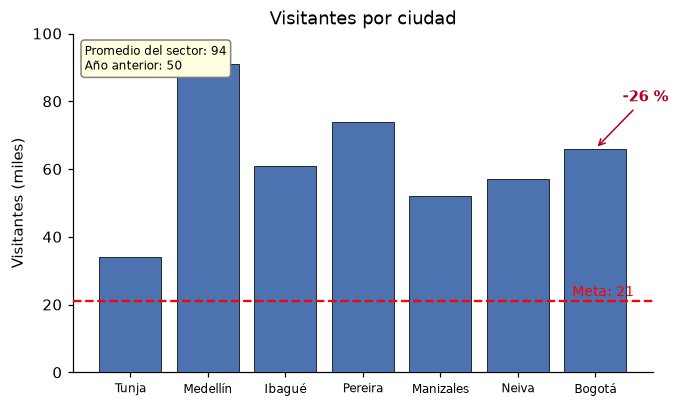 Visitantes por ciudad
Visitantes (miles)
100
80
60
40
20
0
Promedio del sector: 94
Año anterior: 50
-26 %
Meta: 21
Tunja
Medellín
Ibagué
Pereira
Manizales
Neiva
Bogotá